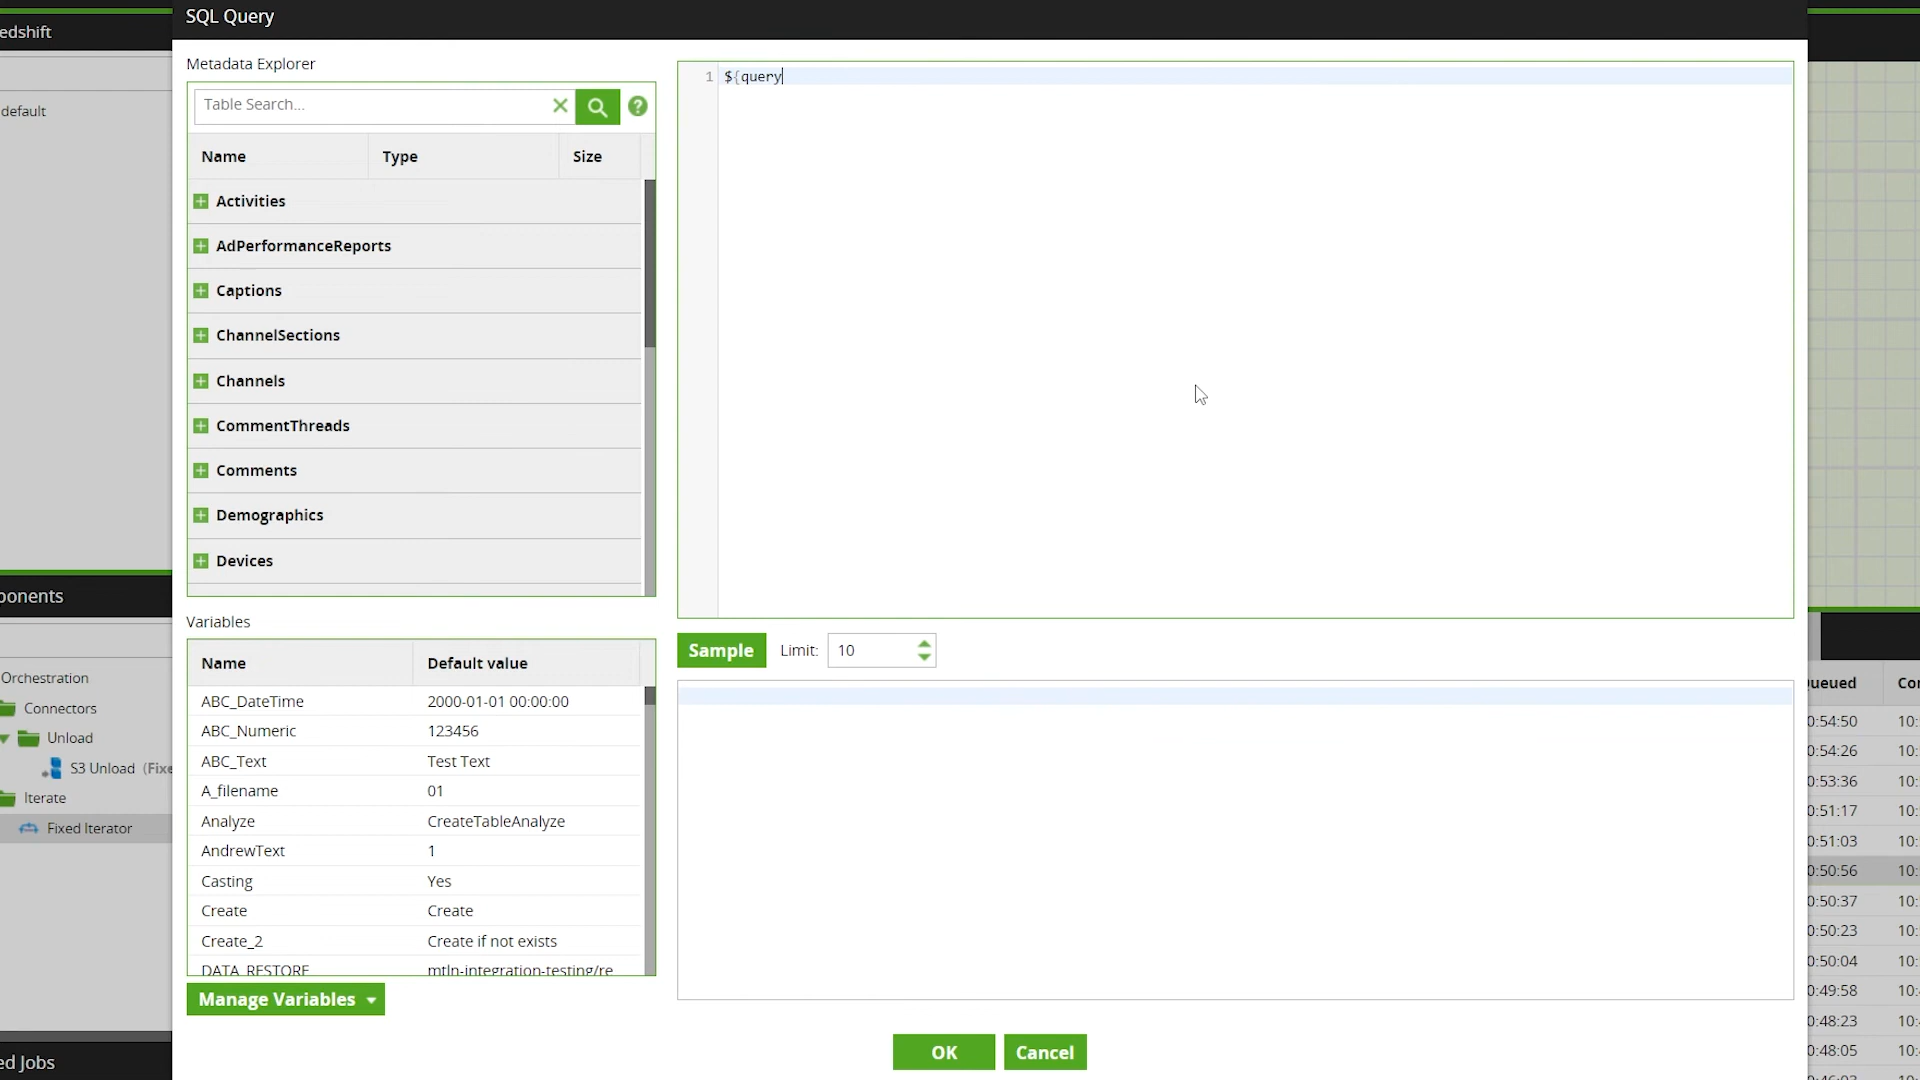 SQL Query
edshift
default
Metadata Explorer
Table Search...
Name Type Size
Activities
AdPerformanceReports
Captions
ChannelSections
Channels
CommentThreads
Comments
Demographics
Devices
1 ${query
Variables
Name Default value
ABC_DateTime 2000-01-01 00:00:00
ABC_Numeric 123456
ABC_Text Test Text
A_filename 01
Analyze CreateTableAnalyze
AndrewText 1
Casting Yes
Create Create
Create_2 Create if not exists
DATA_RESTORE mtln-integration-testing/re
Manage Variables
Sample Limit: 10
OK Cancel
ponents
Orchestration
Connectors
Unload
S3 Unload (Fixe
Iterate
Fixed Iterator
ed Jobs
ueued Cor
0:54:50 10:
0:54:26 10:
0:53:36 10:
0:51:17 10:
0:51:03 10:
0:50:56 10:
0:50:37 10:
0:50:23 10:
0:50:04 10:
0:49:58 10:
0:48:23 10:
0:48:05 10: